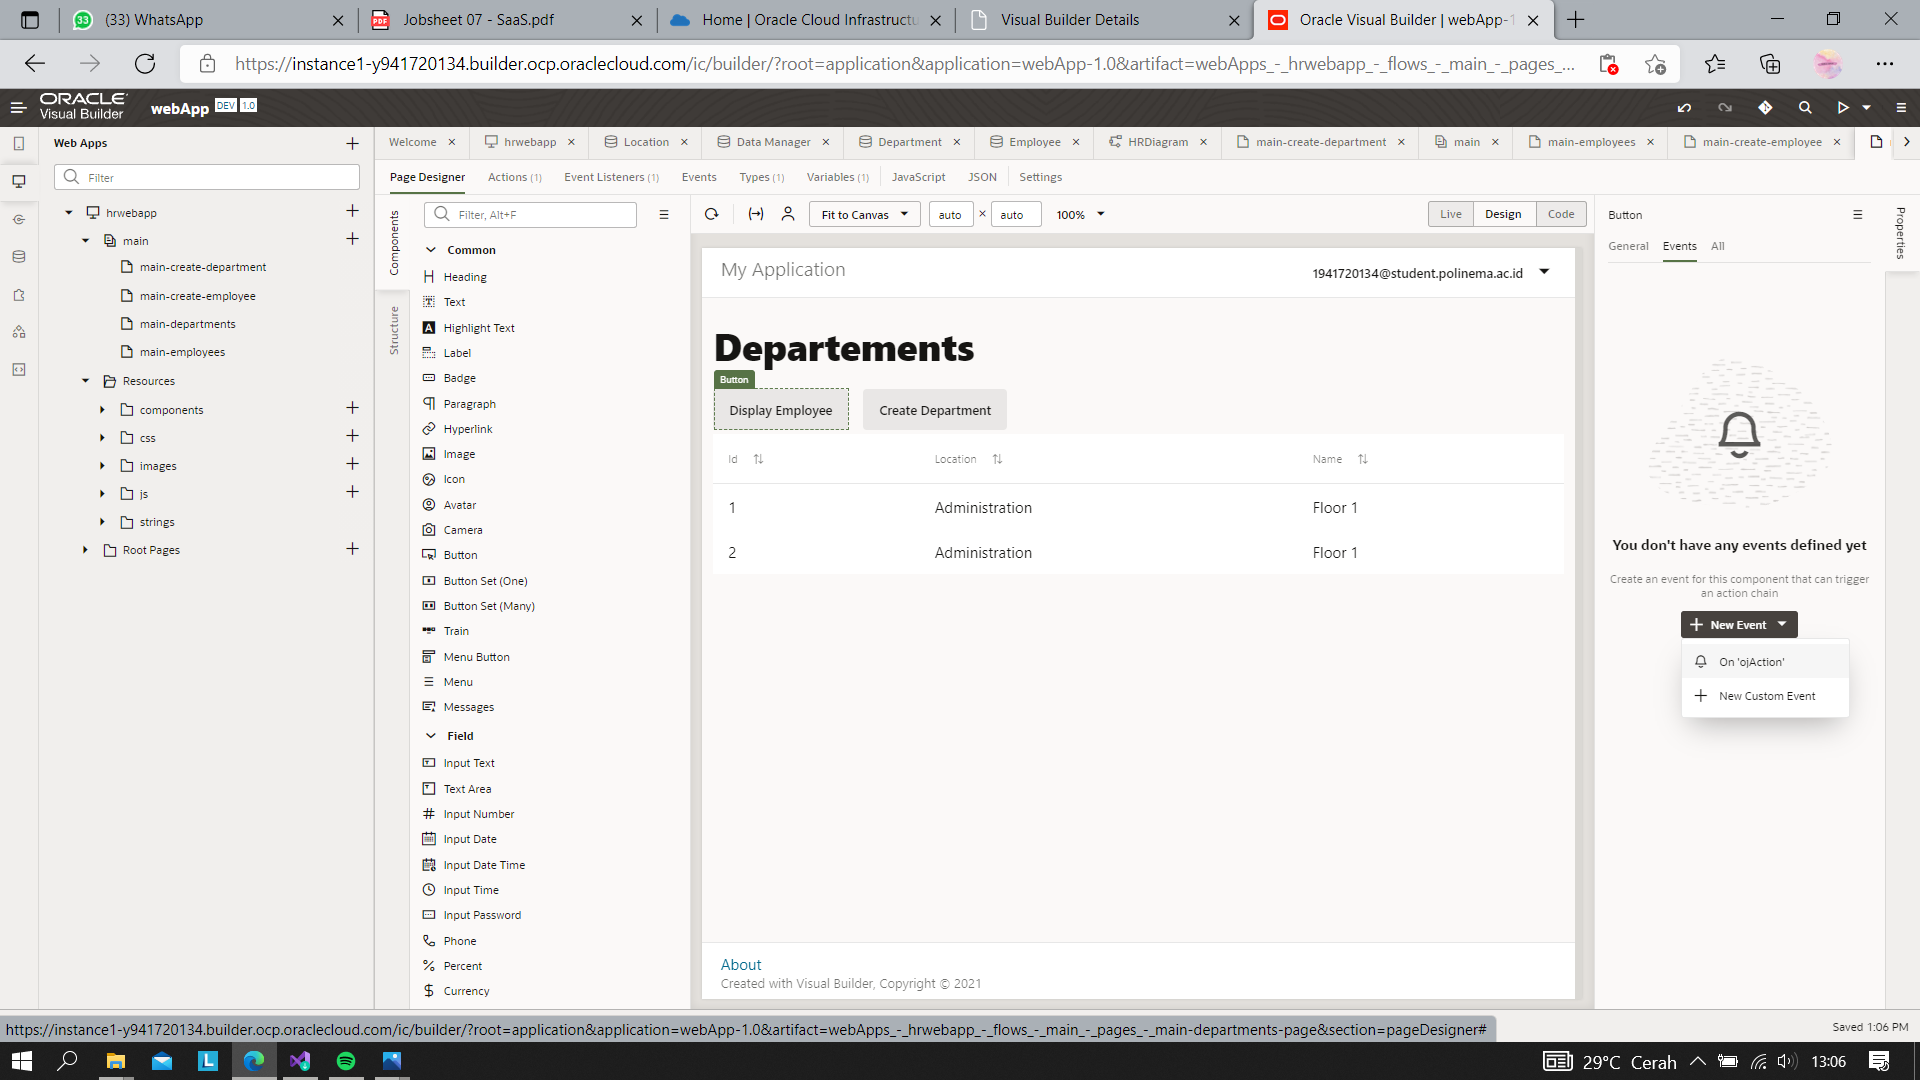 (33) WhatsApp
Jobsheet 07 - SaaS.pdf
Home | Oracle Cloud Infrastructu
Visual Builder Details
Oracle Visual Builder | webApp-1
https://instance1-y941720134.builder.ocp.oraclecloud.com/ic/builder/?root=application&application=webApp-1.0&artifact=webApps_-_hrwebapp_-_flows_-_main_-_pages_...
ORACLE
Visual Builder
webApp DEV 1.0
Web Apps
Filter
hrwebapp
main
main-create-department
main-create-employee
main-departments
main-employees
Resources
components
css
images
js
strings
Root Pages
Welcome
hrwebapp
Location
Data Manager
Department
Employee
HRDiagram
main-create-department
main
main-employees
main-create-employee
Page Designer
Actions (1)
Event Listeners (1)
Events
Types (1)
Variables (1)
JavaScript
JSON
Settings
Components
Structure
Filter, Alt+F
Common
Heading
Text
Highlight Text
Label
Badge
Paragraph
Hyperlink
Image
Icon
Avatar
Camera
Button
Button Set (One)
Button Set (Many)
Train
Menu Button
Menu
Messages
Field
Input Text
Text Area
Input Number
Input Date
Input Date Time
Input Time
Input Password
Phone
Percent
Currency
Fit to Canvas
auto × auto
100%
Live
Design
Code
My Application
1941720134@student.polinema.ac.id
Departements
Button
Display Employee
Create Department
Id Location Name
1 Administration Floor 1
2 Administration Floor 1
About
Created with Visual Builder, Copyright © 2021
Button
General
Events
All
Properties
You don't have any events defined yet
Create an event for this component that can trigger
an action chain
New Event
On 'ojAction'
New Custom Event
https://instance1-y941720134.builder.ocp.oraclecloud.com/ic/builder/?root=application&application=webApp-1.0&artifact=webApps_-_hrwebapp_-_flows_-_main_-_pages_-_main-departments-page&section=pageDesigner#
Saved 1:06 PM
29°C Cerah
13:06